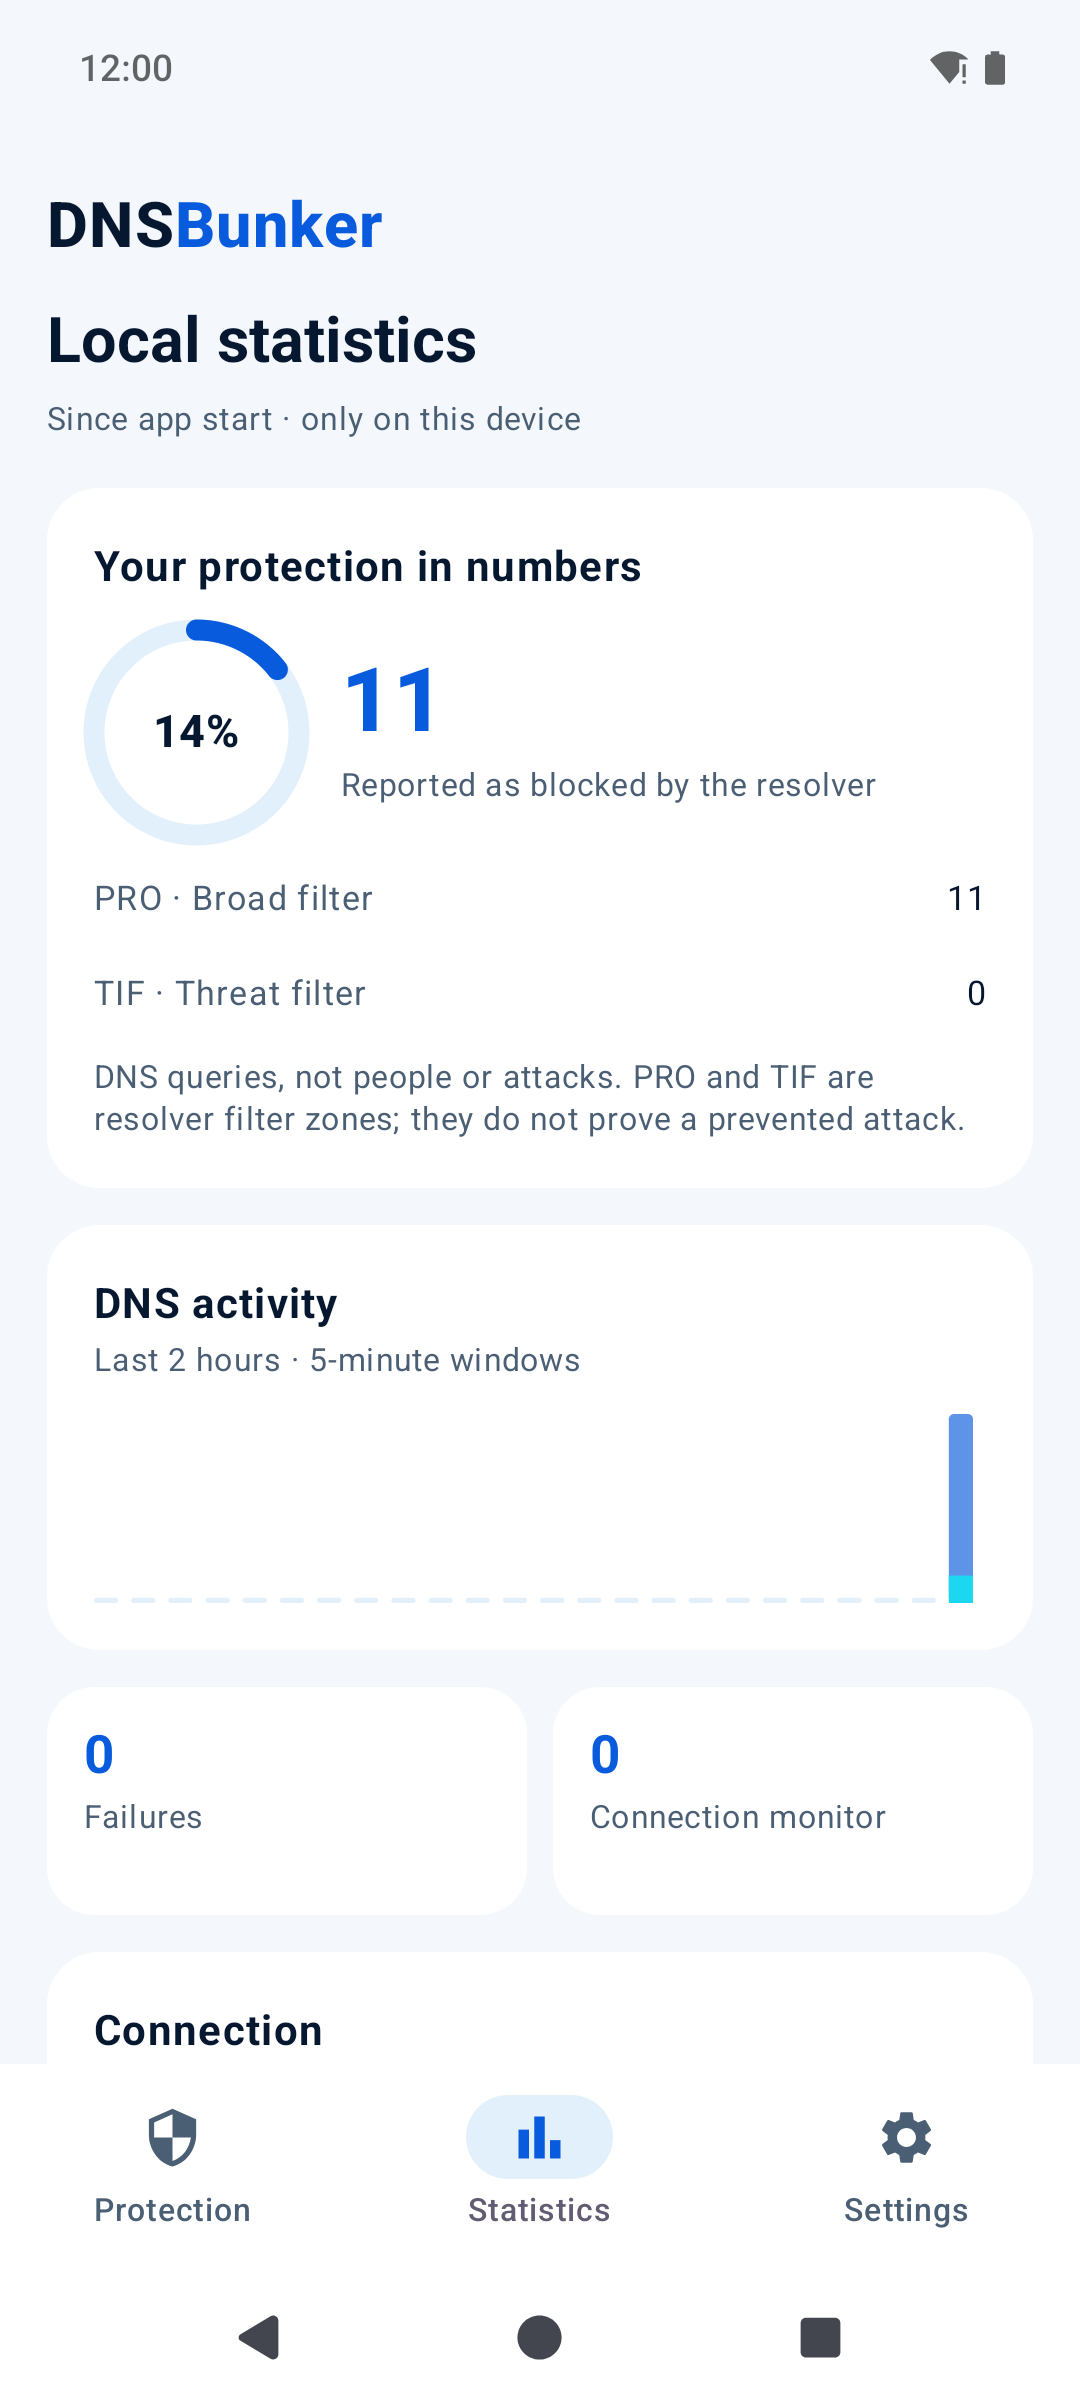 12:00
DNSBunker
Local statistics
Since app start · only on this device
Your protection in numbers
14%
11
Reported as blocked by the resolver
PRO · Broad filter 11
TIF · Threat filter 0
DNS queries, not people or attacks. PRO and TIF are
resolver filter zones; they do not prove a prevented attack.
DNS activity
Last 2 hours · 5-minute windows
0
Failures
0
Connection monitor
Connection
Protection
Statistics
Settings